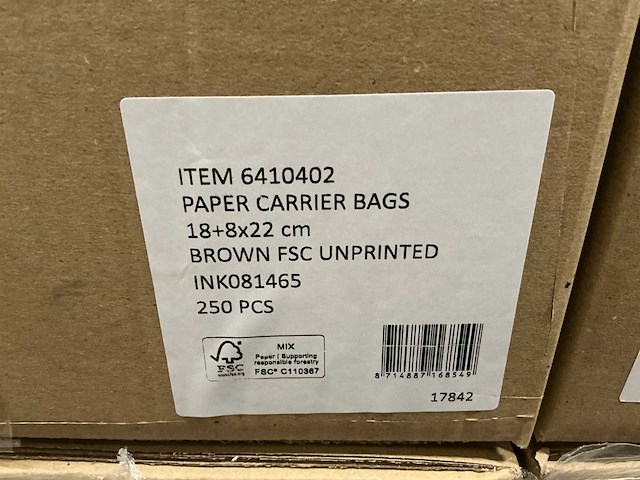 ITEM 6410402
PAPER CARRIER BAGS
18+8x22 cm
BROWN FSC UNPRINTED
INK081465
250 PCS
FSC
MIX
Paper | Supporting
responsible forestry
FSC® C110367
8 714887 168549
17842